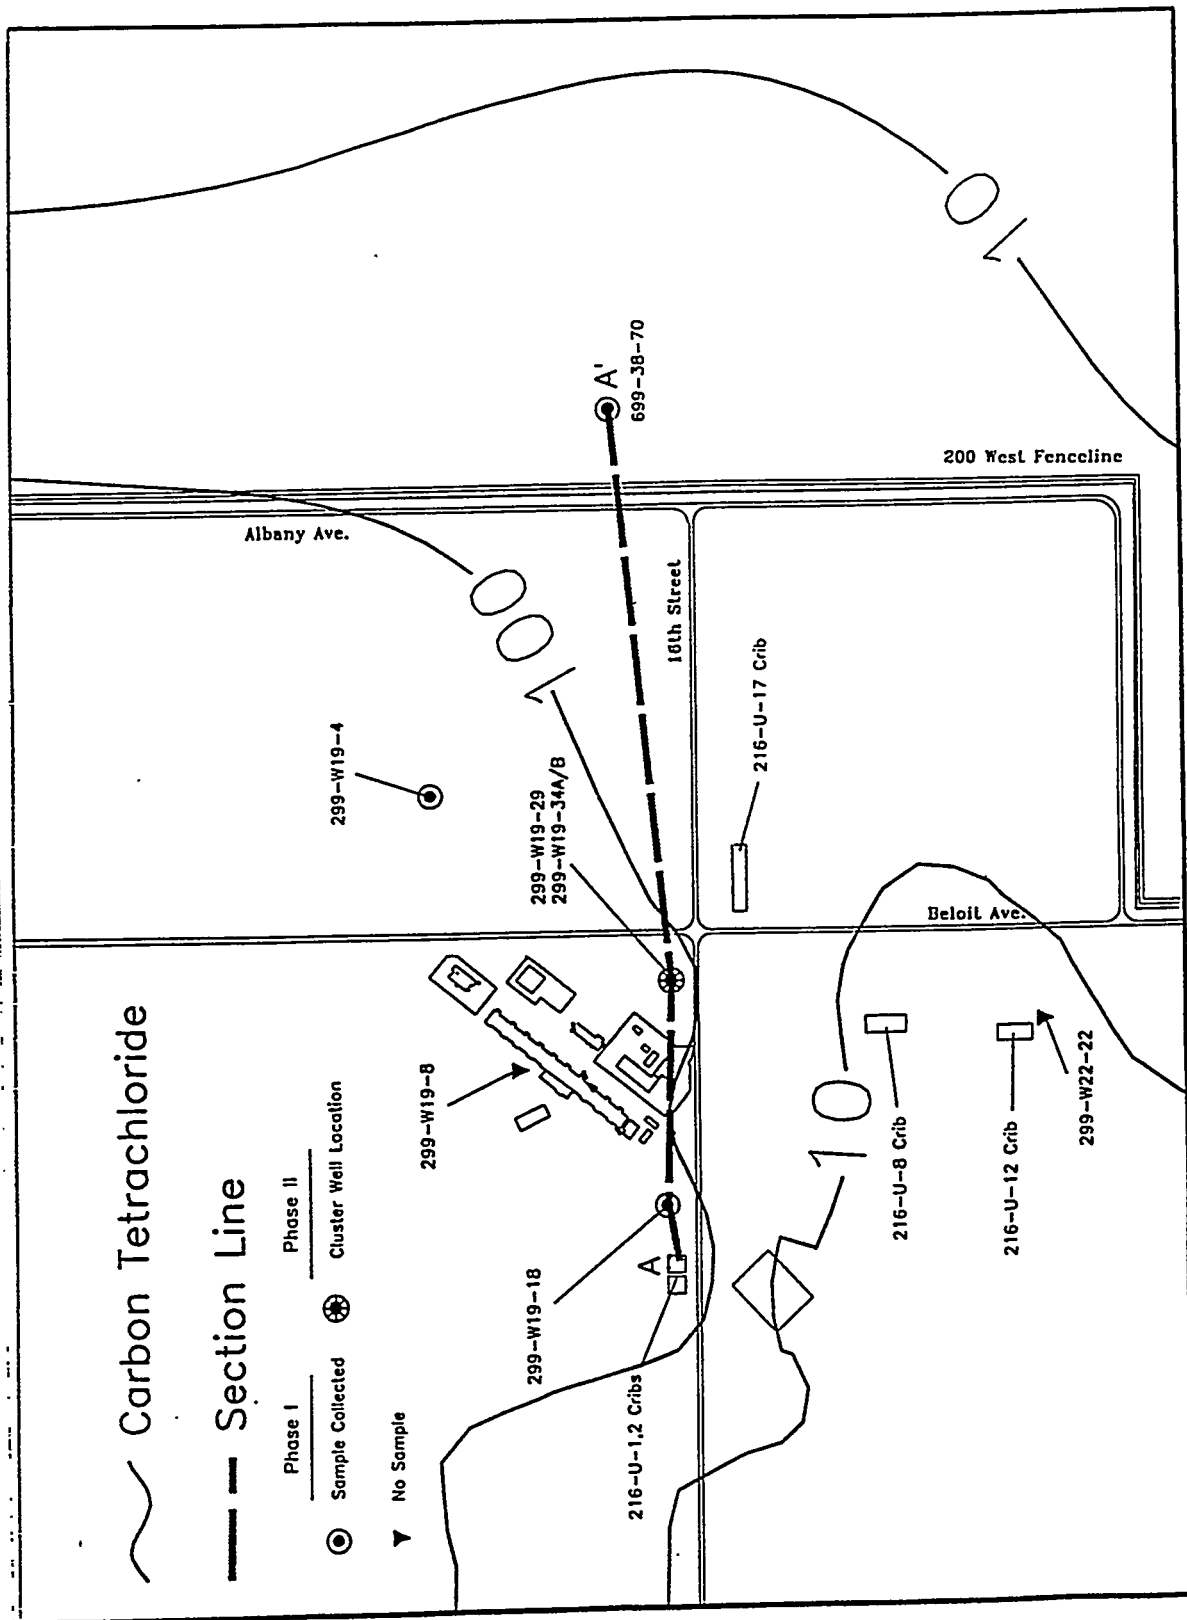 Carbon Tetrachloride
Section Line
Phase I
Phase II
Sample Collected
Cluster Well Location
No Sample
299-W19-4
299-W19-8
299-W19-29
299-W19-34A/B
299-W19-18
A
A'
699-38-70
100
Albany Ave.
16th Street
216-U-1,2 Cribs
216-U-17 Crib
200 West Fenceline
Beloit Ave.
10
10
216-U-8 Crib
216-U-12 Crib
299-W22-22